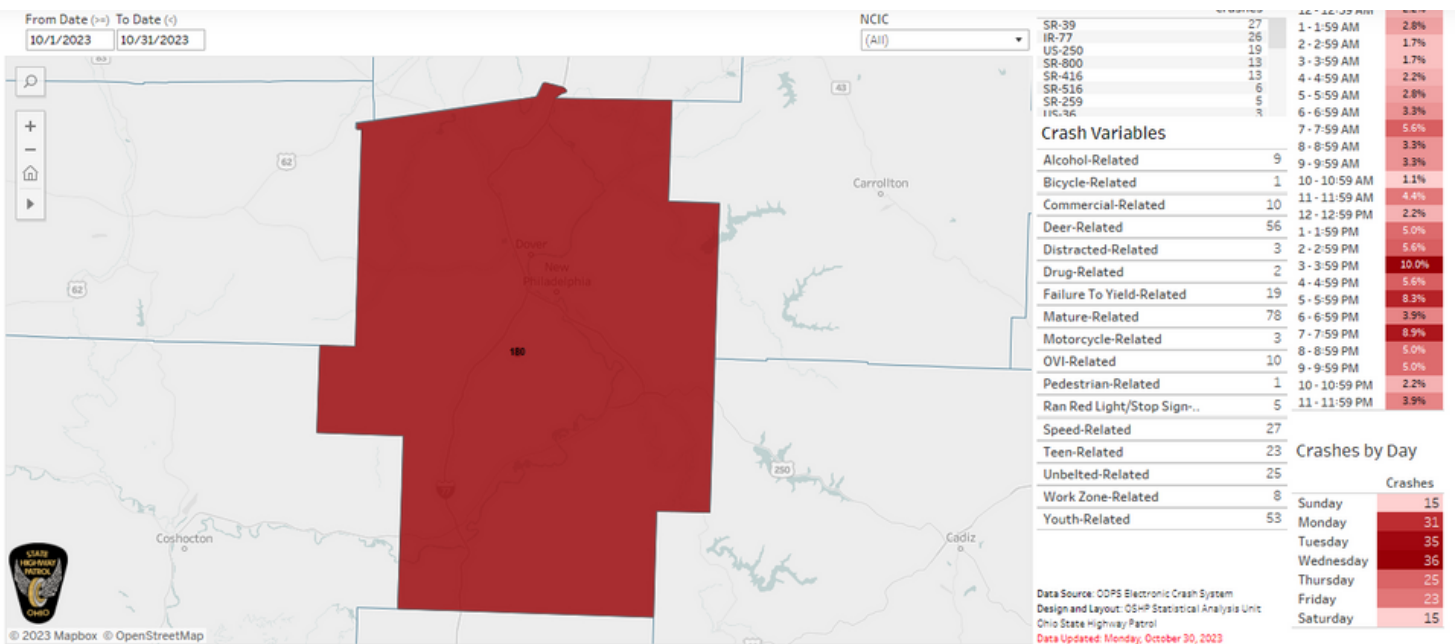 From Date (>=) To Date (<)
10/1/2023 10/31/2023
NCIC
(All)
62
43
62
Carrollton
Dover
New
Philadelphia
180
250
Coshocton
Cadiz
STATE
HIGHWAY
PATROL
OHIO
© 2023 Mapbox © OpenStreetMap
SR-39 27
IR-77 26
US-250 19
SR-800 13
SR-416 13
SR-516 6
SR-259 5
US-36 3
Crash Variables
Alcohol-Related 9
Bicycle-Related 1
Commercial-Related 10
Deer-Related 56
Distracted-Related 3
Drug-Related 2
Failure To Yield-Related 19
Mature-Related 78
Motorcycle-Related 3
OVI-Related 10
Pedestrian-Related 1
Ran Red Light/Stop Sign-.. 5
Speed-Related 27
Teen-Related 23
Unbelted-Related 25
Work Zone-Related 8
Youth-Related 53
Data Source: ODPS Electronic Crash System
Design and Layout: OSHP Statistical Analysis Unit
Ohio State Highway Patrol
Data Updated: Monday, October 30, 2023
12 - 12:59 AM 2.2%
1 - 1:59 AM 2.8%
2 - 2:59 AM 1.7%
3 - 3:59 AM 1.7%
4 - 4:59 AM 2.2%
5 - 5:59 AM 2.8%
6 - 6:59 AM 3.3%
7 - 7:59 AM 5.6%
8 - 8:59 AM 3.3%
9 - 9:59 AM 3.3%
10 - 10:59 AM 1.1%
11 - 11:59 AM 4.4%
12 - 12:59 PM 2.2%
1 - 1:59 PM 5.0%
2 - 2:59 PM 5.6%
3 - 3:59 PM 10.0%
4 - 4:59 PM 5.6%
5 - 5:59 PM 8.3%
6 - 6:59 PM 3.9%
7 - 7:59 PM 8.9%
8 - 8:59 PM 5.0%
9 - 9:59 PM 5.0%
10 - 10:59 PM 2.2%
11 - 11:59 PM 3.9%
Crashes by Day
Crashes
Sunday 15
Monday 31
Tuesday 35
Wednesday 36
Thursday 25
Friday 23
Saturday 15